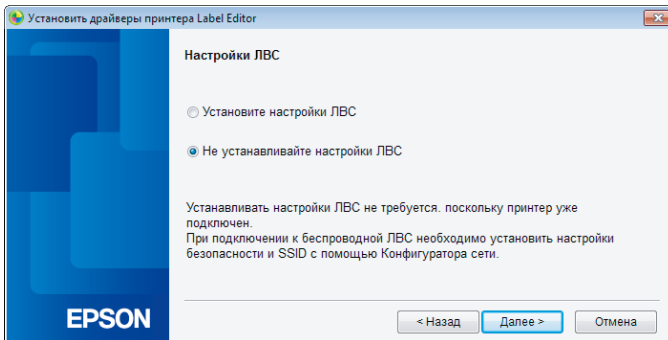 Установить драйверы принтера Label Editor
Настройки ЛВС
Установите настройки ЛВС
Не устанавливайте настройки ЛВС
Устанавливать настройки ЛВС не требуется. поскольку принтер уже
подключен.
При подключении к беспроводной ЛВС необходимо установить настройки
безопасности и SSID с помощью Конфигуратора сети.
EPSON
< Назад Далее > Отмена